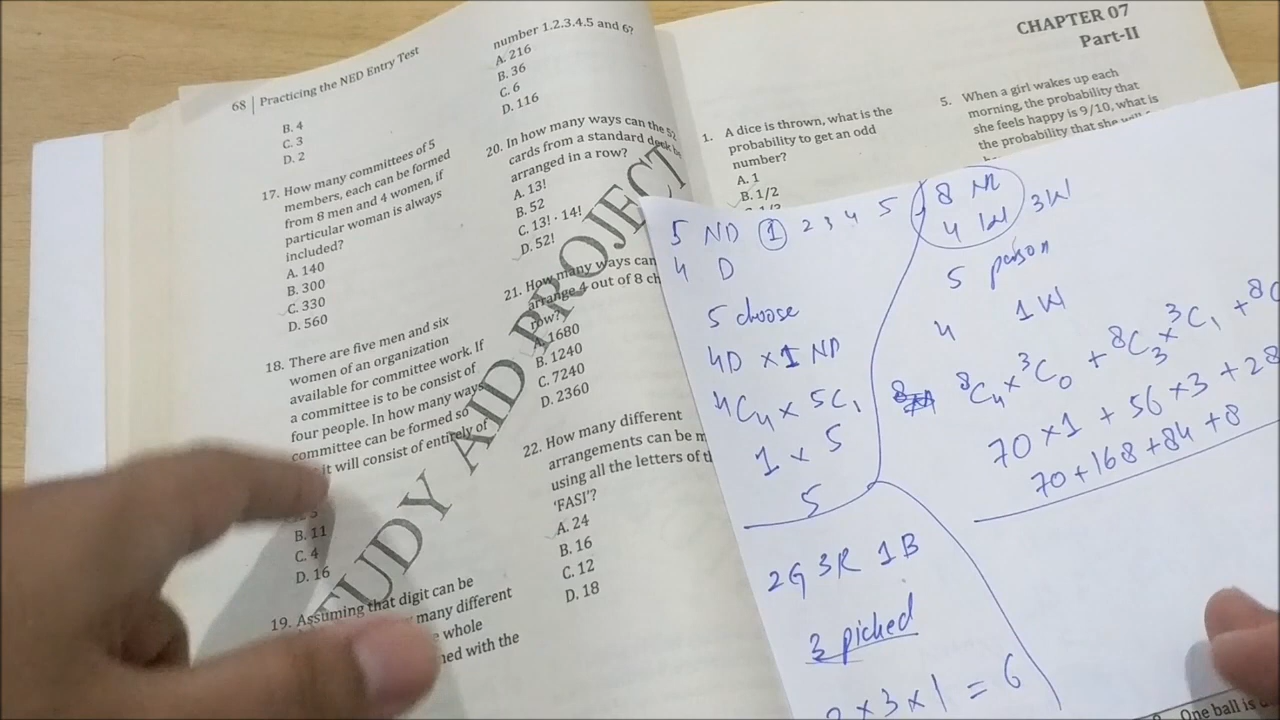 68 | Practicing the NED Entry Test
B. 4
C. 3
D. 2
17. How many committees of 5
members, each can be formed
from 8 men and 4 women, if
particular woman is always
included?
A. 140
B. 300
C. 330
D. 560
18. There are five men and six
women of an organization
available for committee work. If
a committee is to be consist of
four people. In how many ways
committee can be formed so
it will consist of entirely of
B. 11
C. 4
D. 16
19. Assuming that digit can be
many different
whole
with the
number 1.2.3.4.5 and 6?
A. 216
B. 36
C. 6
D. 116
20. In how many ways can the 52
cards from a standard deck be
arranged in a row?
A. 13!
B. 52
C. 13! · 14!
D. 52!
21. How many ways can
arrange 4 out of 8
row?
A. 1680
B. 1240
C. 7240
D. 2360
22. How many different
arrangements can be
using all the letters of
'FASI'?
A. 24
B. 16
C. 12
D. 18
STUDY AID PROJECT
CHAPTER 07
Part-II
1. A dice is thrown, what is the
probability to get an odd
number?
A. 1
B. 1/2
5. When a girl wakes up each
morning, the probability that
she feels happy is 9/10, what is
the probability that she
5 ND 1 2 3 4 5
4 D
5 choose
4D × 1 ND
4C4 × 5C1
1 × 5
5
8 M
4 W 3W
5 person
4 1W
8C4 × 3C0 + 8C3 × 3C1 + 8C
70 × 1 + 56 × 3 + 28
70 + 168 + 84 + 8
2G 3R 1B
3 picked
× 3 × 1 = 6
One ball is